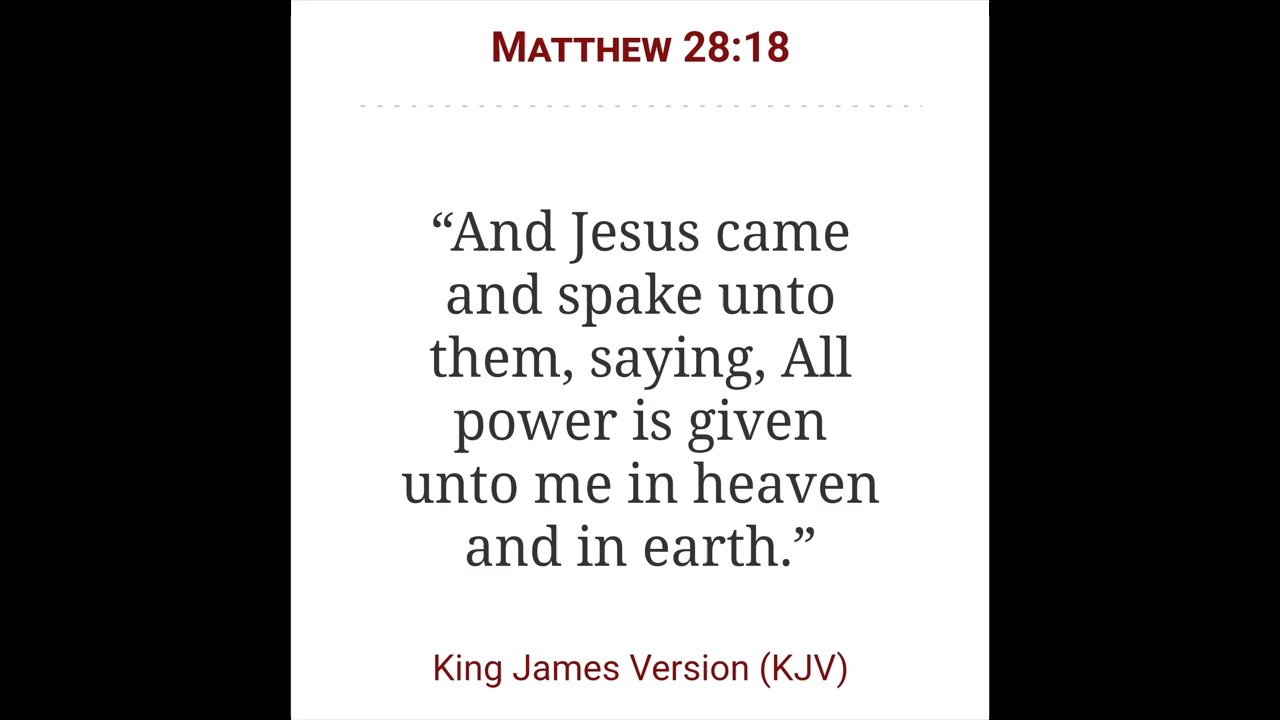 Matthew 28:18
“And Jesus came
and spake unto
them, saying, All
power is given
unto me in heaven
and in earth.”
King James Version (KJV)